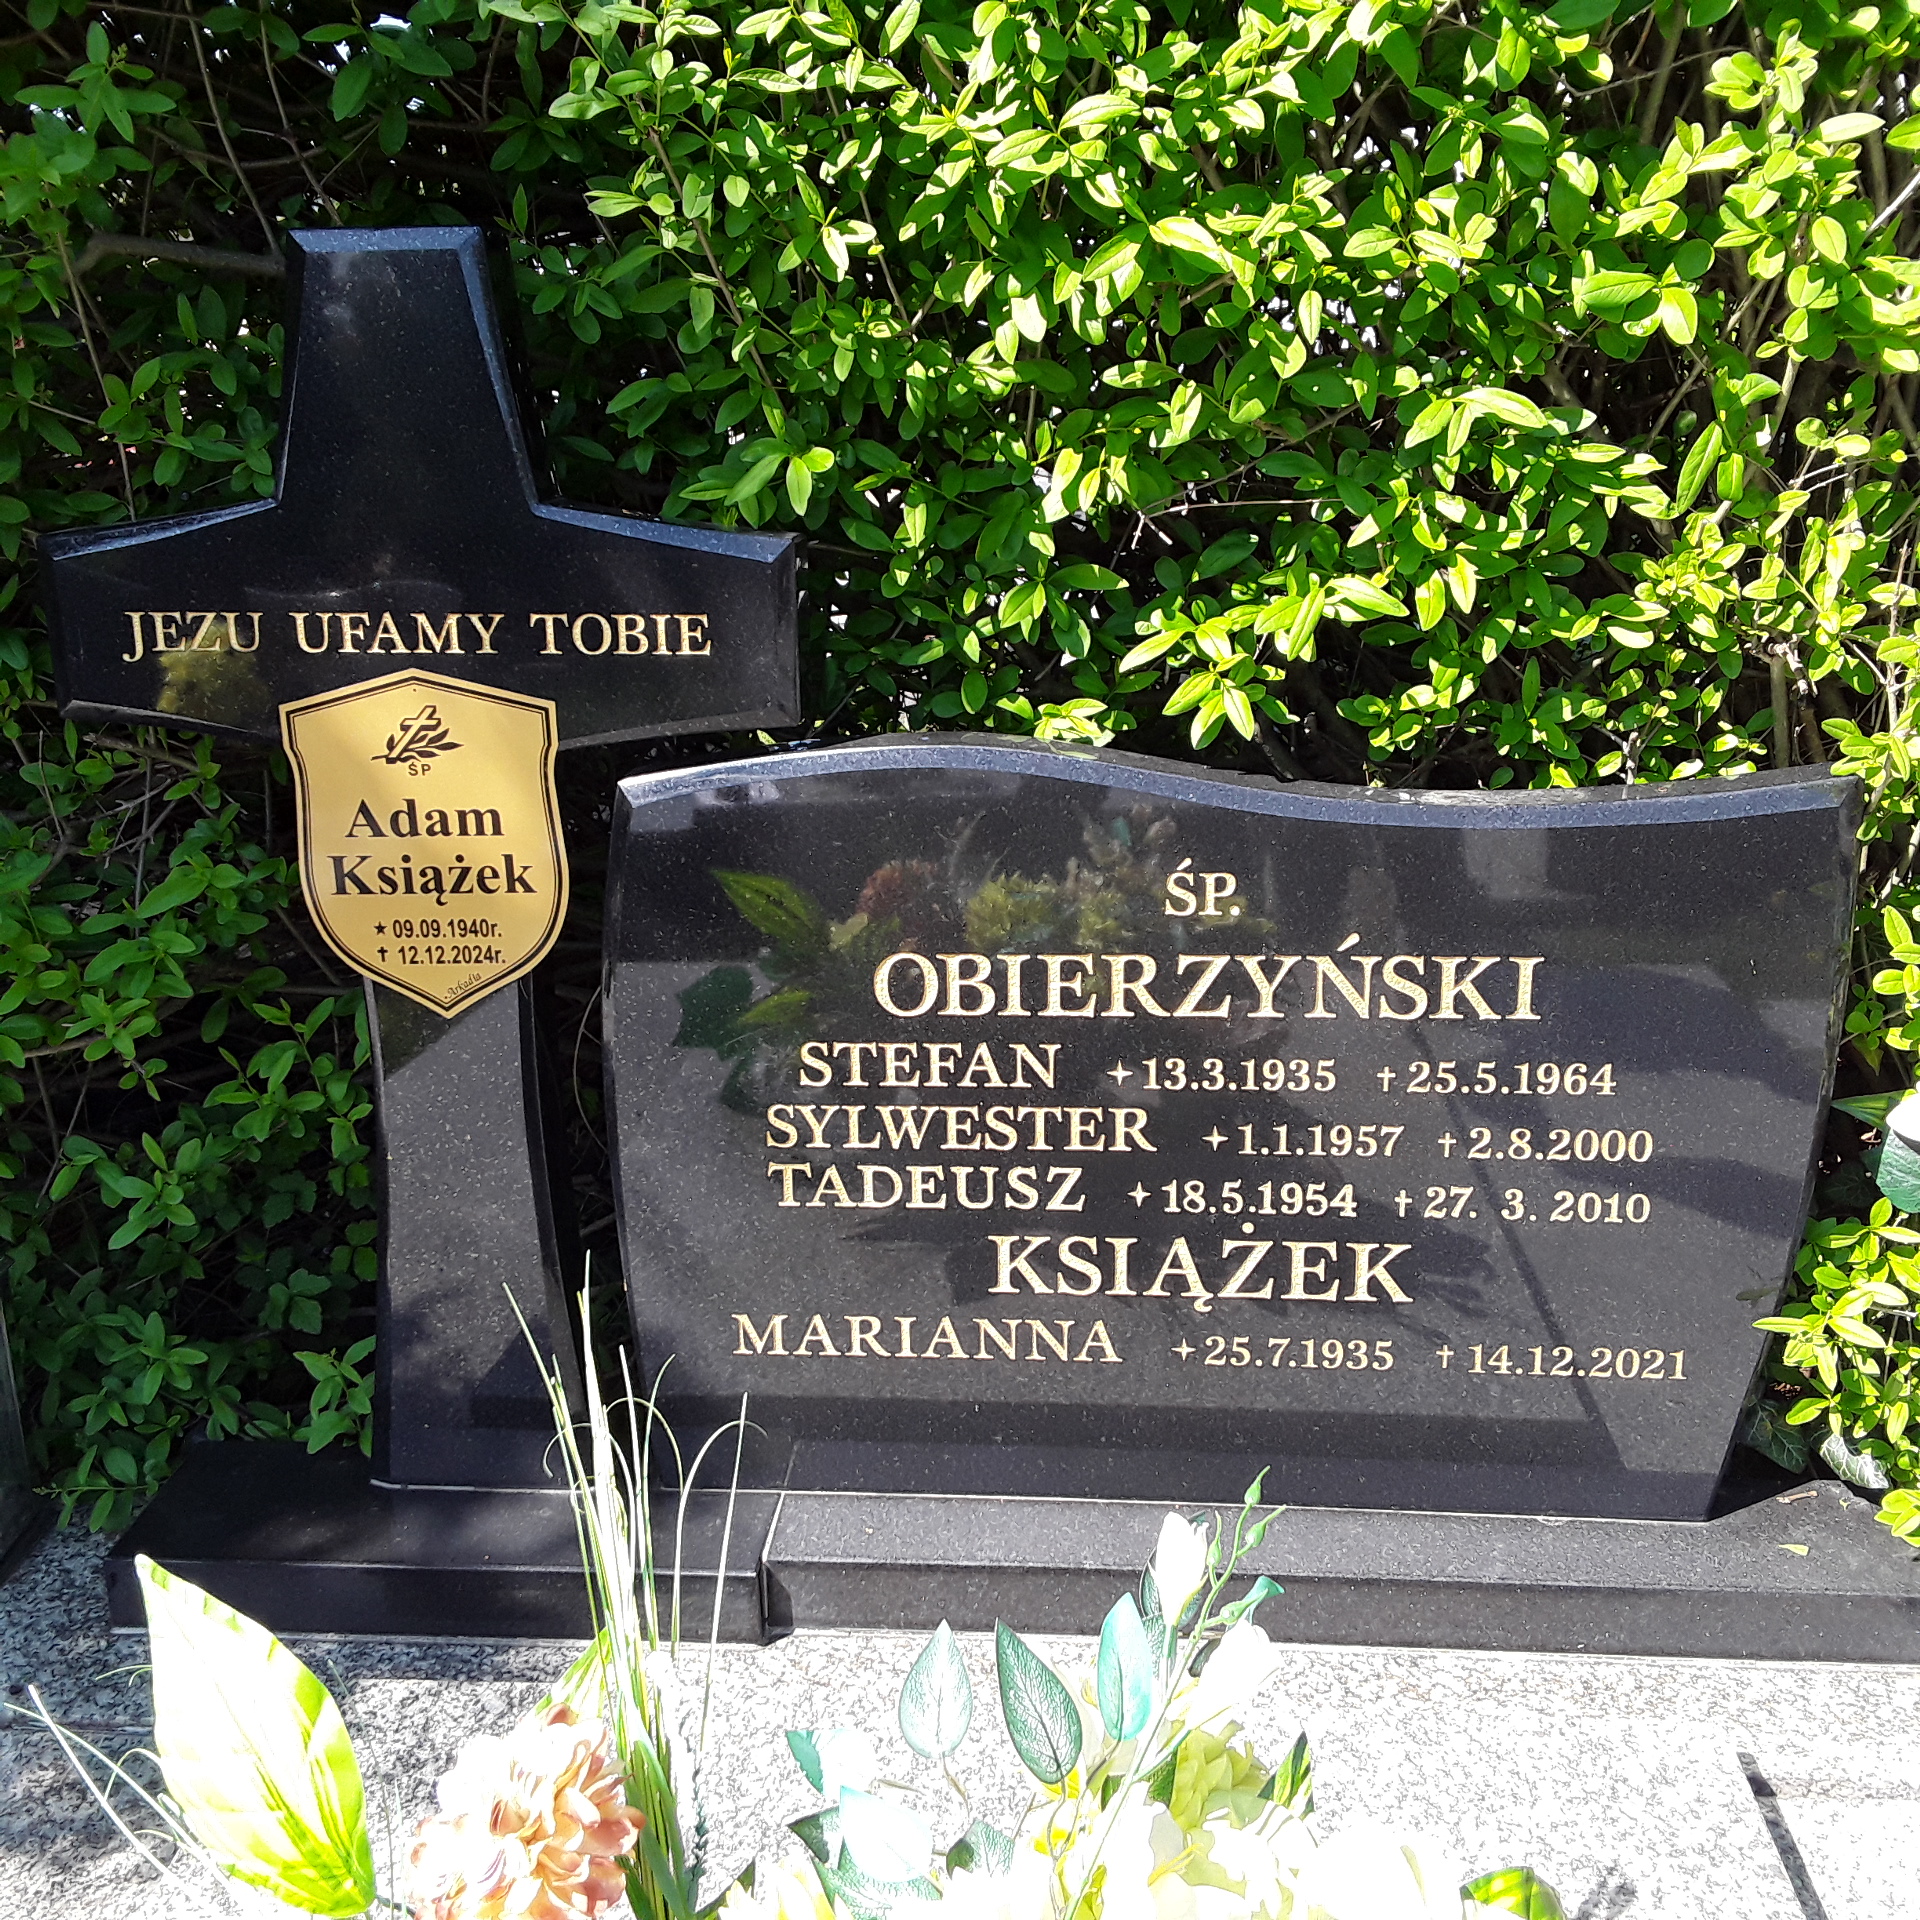 JEZU UFAMY TOBIE
ŚP
Adam
Książek
★ 09.09.1940r.
✝ 12.12.2024r.
Arkadia
ŚP.
OBIERZYŃSKI
STEFAN ✦13.3.1935 ✝25.5.1964
SYLWESTER ✦1.1.1957 ✝2.8.2000
TADEUSZ ✦18.5.1954 ✝27. 3. 2010
KSIĄŻEK
MARIANNA ✦25.7.1935 ✝14.12.2021